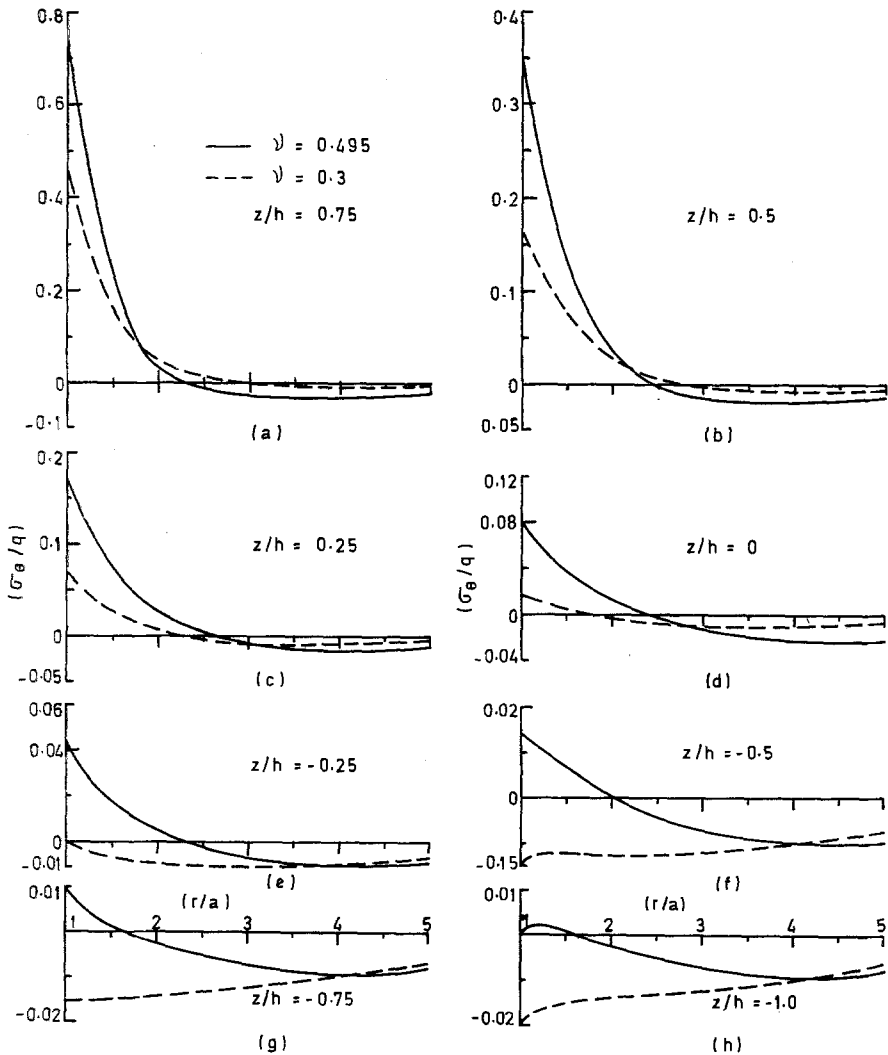 0.8
0.6
0.4
0.2
0
-0.1
ν = 0.495
ν = 0.3
z/h = 0.75
(a)
0.4
0.3
0.2
0.1
0
0.05
z/h = 0.5
(b)
0.2
0.1
0
-0.05
(σθ/q)
z/h = 0.25
(c)
0.12
0.08
0
-0.04
(σθ/q)
z/h = 0
(d)
0.06
0.04
0
-0.01
z/h = -0.25
(e)
0.02
0
-0.15
z/h = -0.5
(f)
(r/a)
0.01
1 2 3 4 5
-0.02
z/h = -0.75
(g)
(r/a)
0.01
1 2 3 4 5
-0.02
z/h = -1.0
(h)